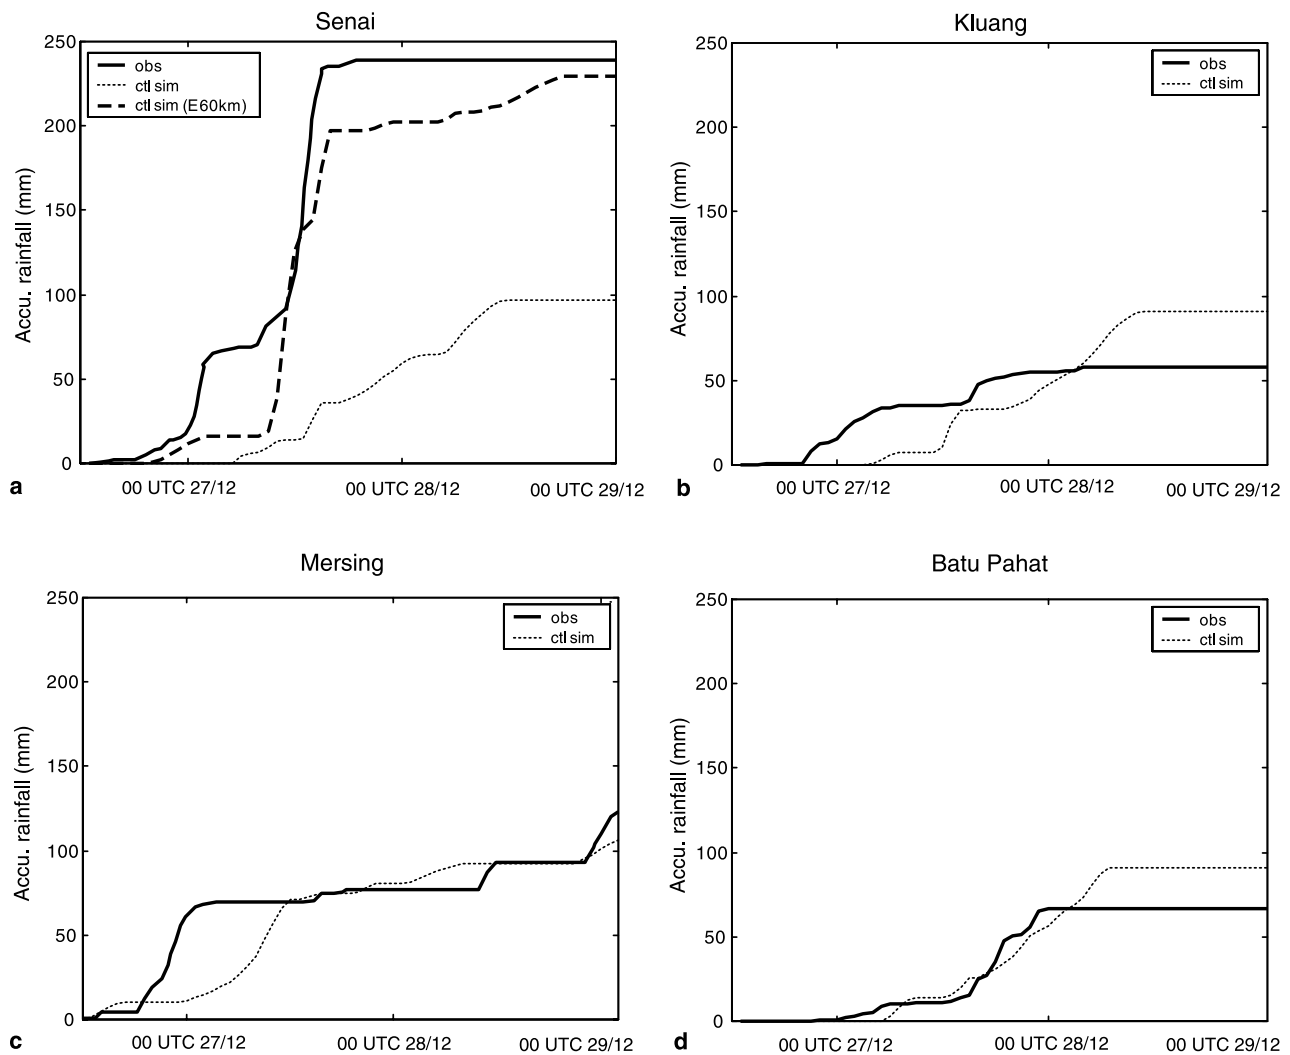 Senai
250
200
150
100
50
0
Accu. rainfall (mm)
obs
ctl sim
ctl sim (E60km)
00 UTC 27/12
00 UTC 28/12
00 UTC 29/12
a
Kluang
250
200
150
100
50
0
Accu. rainfall (mm)
obs
ctl sim
00 UTC 27/12
00 UTC 28/12
00 UTC 29/12
b
Mersing
250
200
150
100
50
0
Accu. rainfall (mm)
obs
ctl sim
00 UTC 27/12
00 UTC 28/12
00 UTC 29/12
c
Batu Pahat
250
200
150
100
50
0
Accu. rainfall (mm)
obs
ctl sim
00 UTC 27/12
00 UTC 28/12
00 UTC 29/12
d